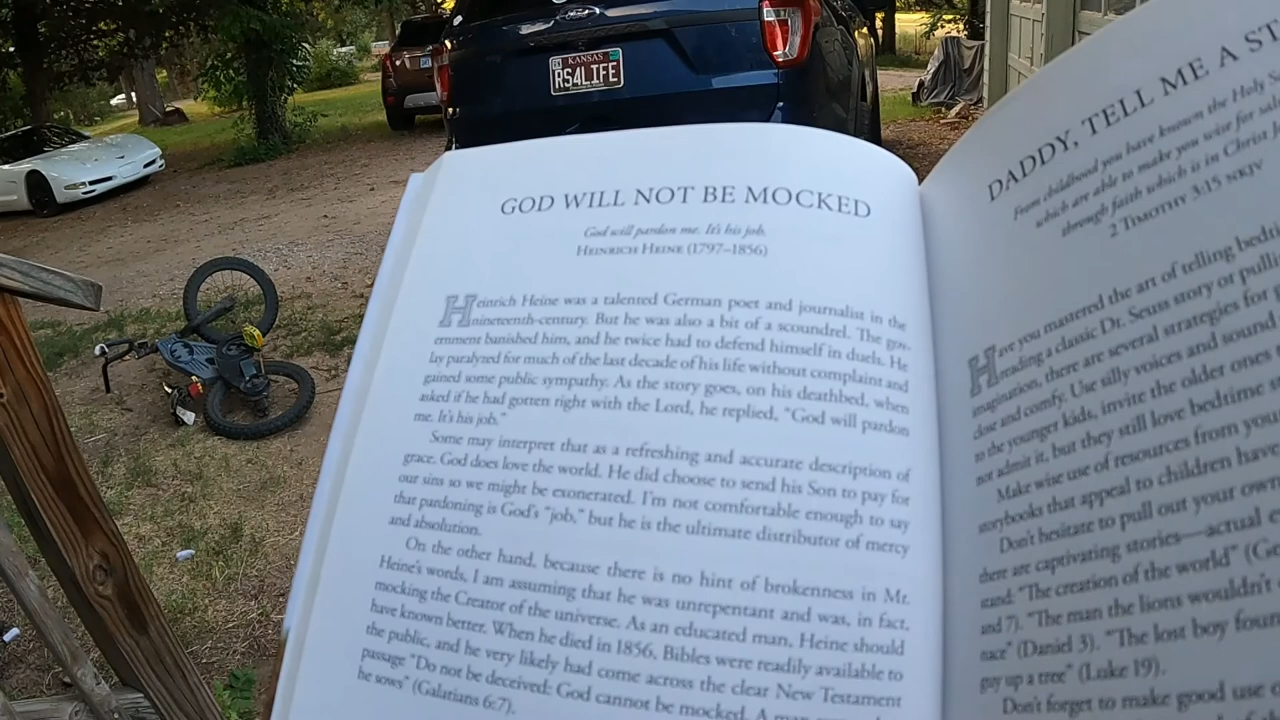 Ford
KANSAS
RS4LIFE
GOD WILL NOT BE MOCKED
God will pardon me. It's his job.
HEINRICH HEINE (1797–1856)
Heinrich Heine was a talented German poet and journalist in the
nineteenth-century. But he was also a bit of a scoundrel. The gov-
ernment banished him, and he twice had to defend himself in duels. He
lay paralyzed for much of the last decade of his life without complaint and
gained some public sympathy. As the story goes, on his deathbed, when
asked if he had gotten right with the Lord, he replied, "God will pardon
me. It's his job."
Some may interpret that as a refreshing and accurate description of
grace. God does love the world. He did choose to send his Son to pay for
our sins so we might be exonerated. I'm not comfortable enough to say
that pardoning is God's "job," but he is the ultimate distributor of mercy
and absolution.
On the other hand, because there is no hint of brokenness in Mr.
Heine's words, I am assuming that he was unrepentant and was, in fact,
mocking the Creator of the universe. As an educated man, Heine should
have known better. When he died in 1856, Bibles were readily available to
the public, and he very likely had come across the clear New Testament
passage "Do not be deceived: God cannot be mocked. A man
he sows" (Galatians 6:7).
DADDY, TELL ME A ST
From childhood you have known the Holy S
which are able to make you wise for sal
through faith which is in Christ J
2 TIMOTHY 3:15 NKJV
Have you mastered the art of telling bedti
reading a classic Dr. Seuss story or pulli
imagination, there are several strategies for
close and comfy. Use silly voices and sound
to the younger kids, invite the older ones
not admit it, but they still love bedtime s
Make wise use of resources from you
storybooks that appeal to children have
Don't hesitate to pull out your own
there are captivating stories—actual e
stand. "The creation of the world" (Ge
and 7). "The man the lions wouldn't
nace" (Daniel 3). "The lost boy foun
guy up a tree" (Luke 19).
Don't forget to make good use o